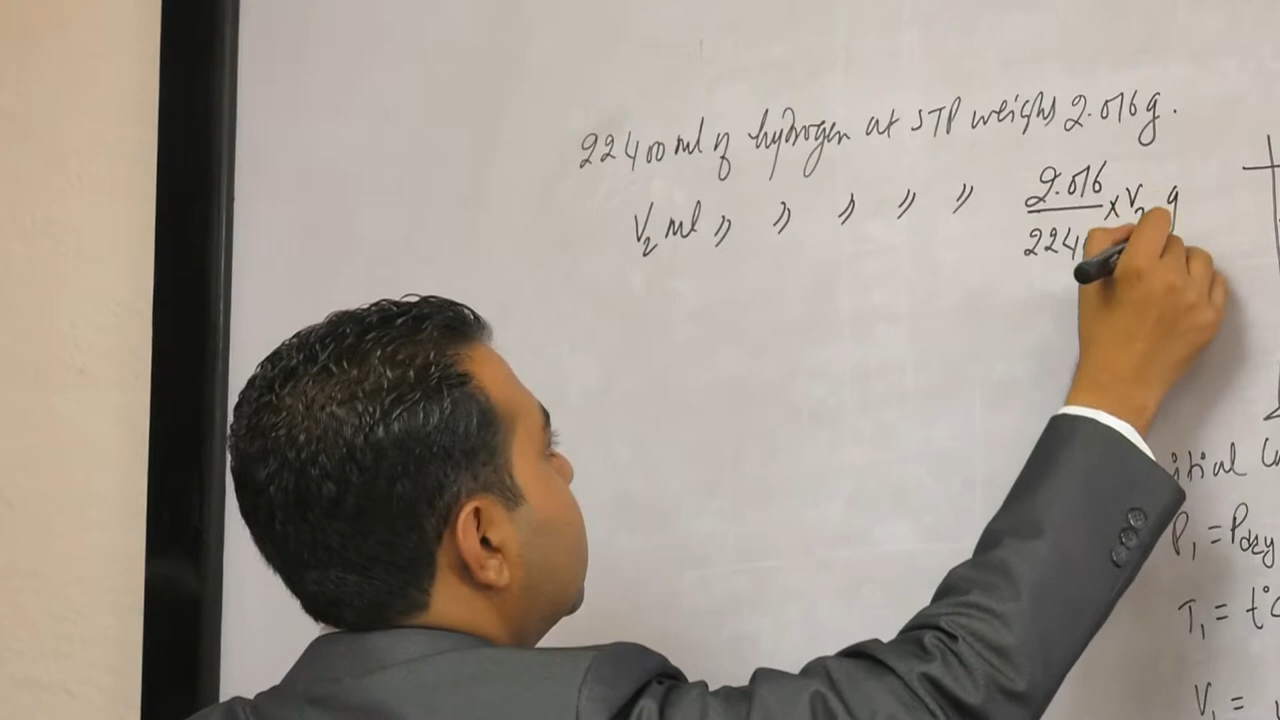 22400 ml of hydrogen at STP weighs 2.016 g.
V₂ ml 〃 〃 〃 〃 〃 2.016/224 × V₂ g
P₁ = Pdry
T₁ = t°C
V₁ =